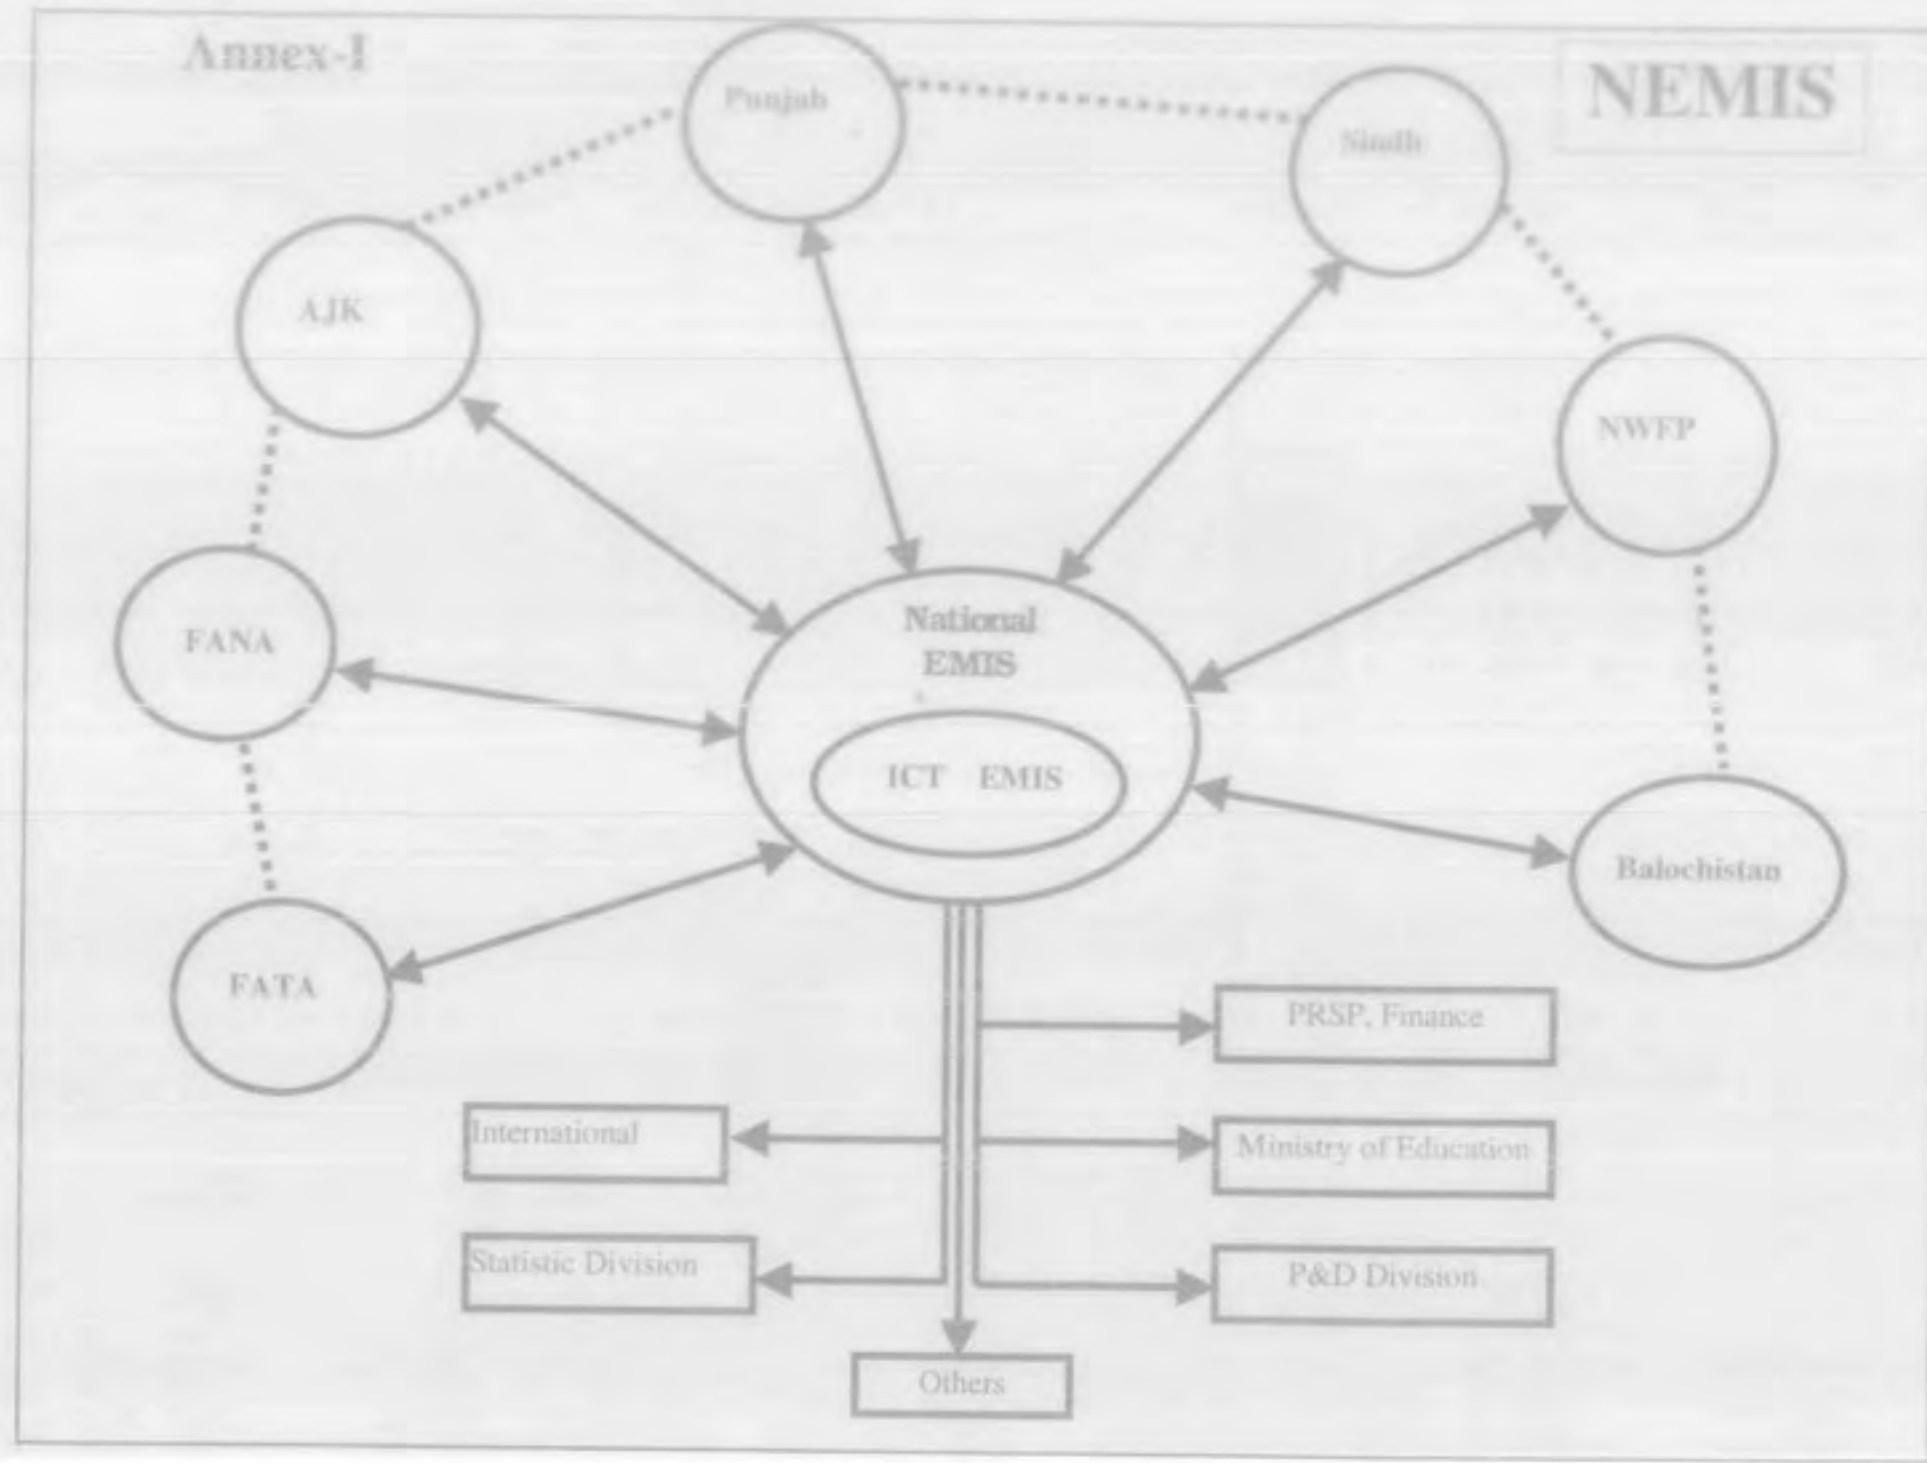 Annex-I
NEMIS
Punjab
Sindh
AJK
NWFP
National
EMIS
FANA
ICT EMIS
Balochistan
FATA
PRSP, Finance
International
Ministry of Education
Statistic Division
P&D Division
Others